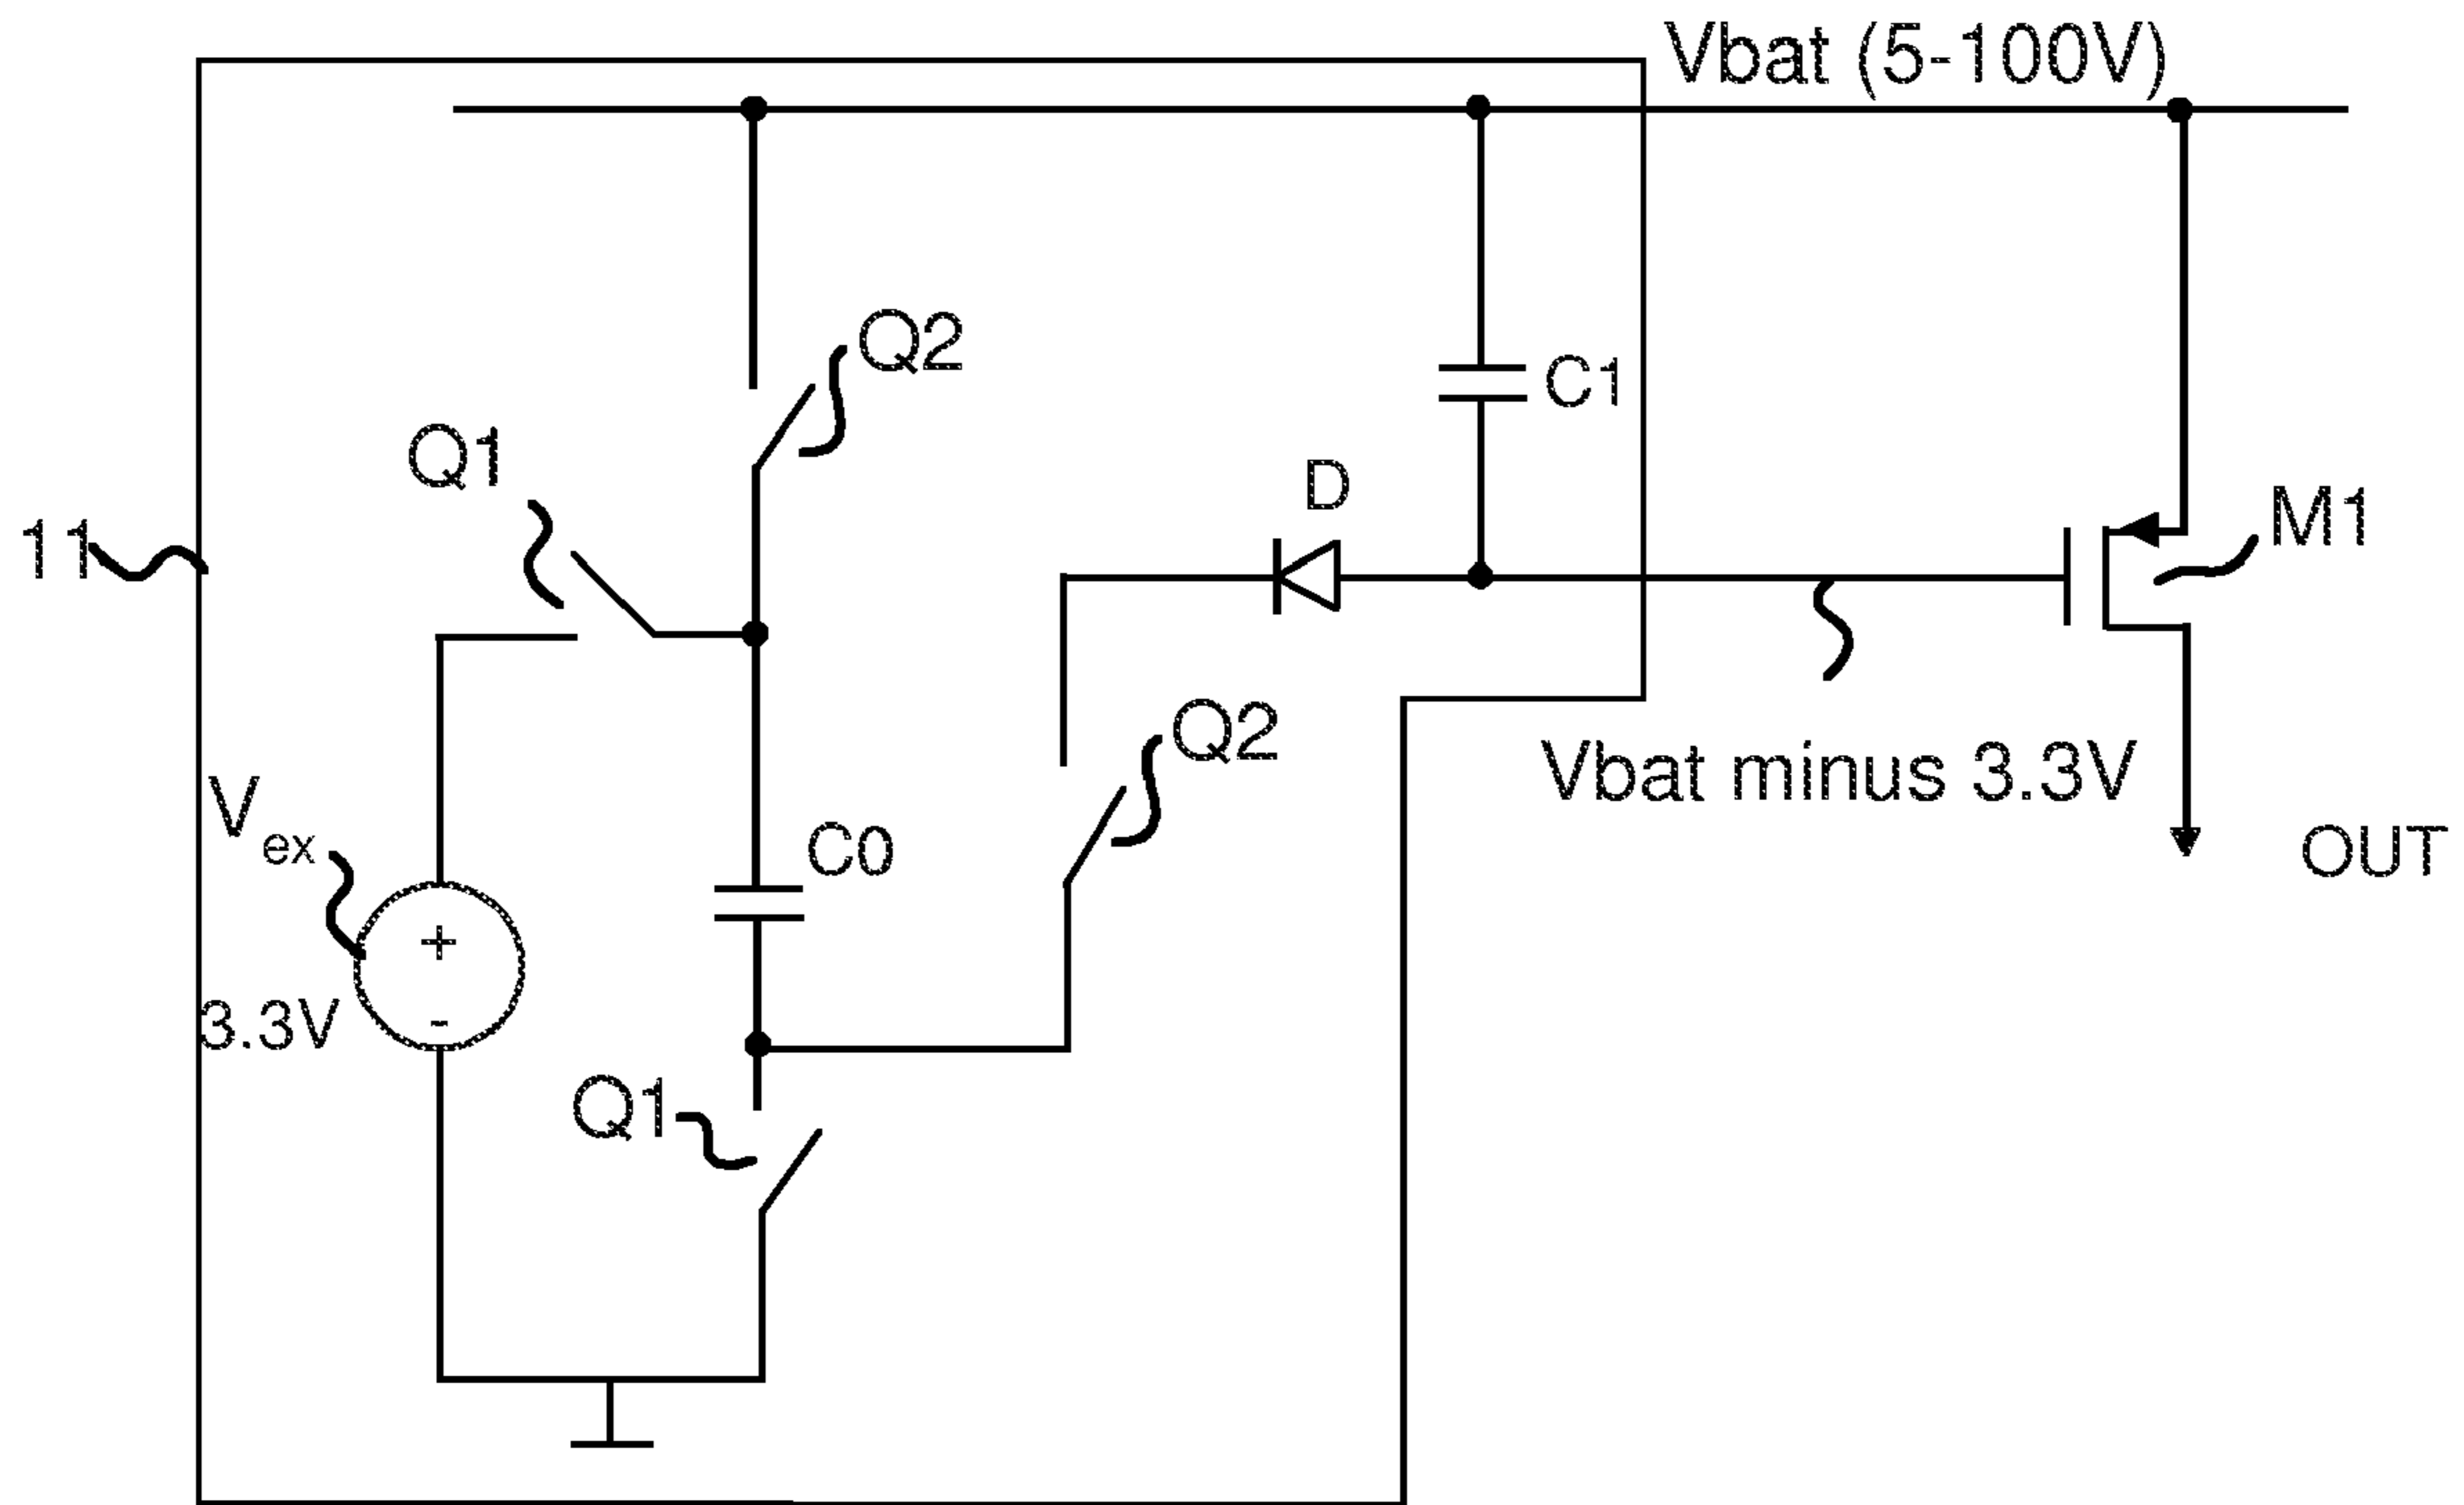 Vbat (5-100V)
Q2
C1
Q1
D
M1
11
Q2
Vbat minus 3.3V
Vex
C0
OUT
+
3.3V
-
Q1